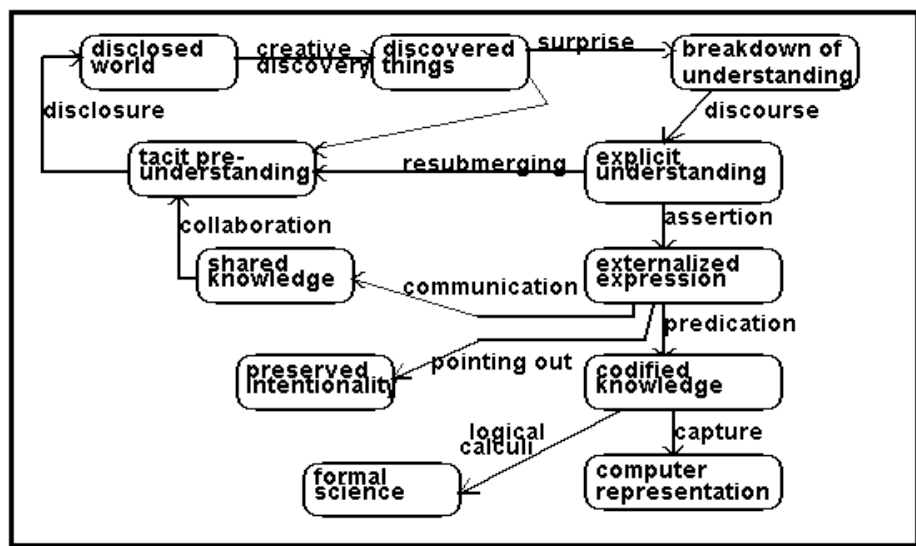 disclosed
world
creative
discovery
discovered
things
surprise
breakdown of
understanding
disclosure
discourse
tacit pre-
understanding
resubmerging
explicit
understanding
collaboration
assertion
shared
knowledge
communication
externalized
expression
predication
preserved
intentionality
pointing out
codified
knowledge
logical
calculi
capture
formal
science
computer
representation